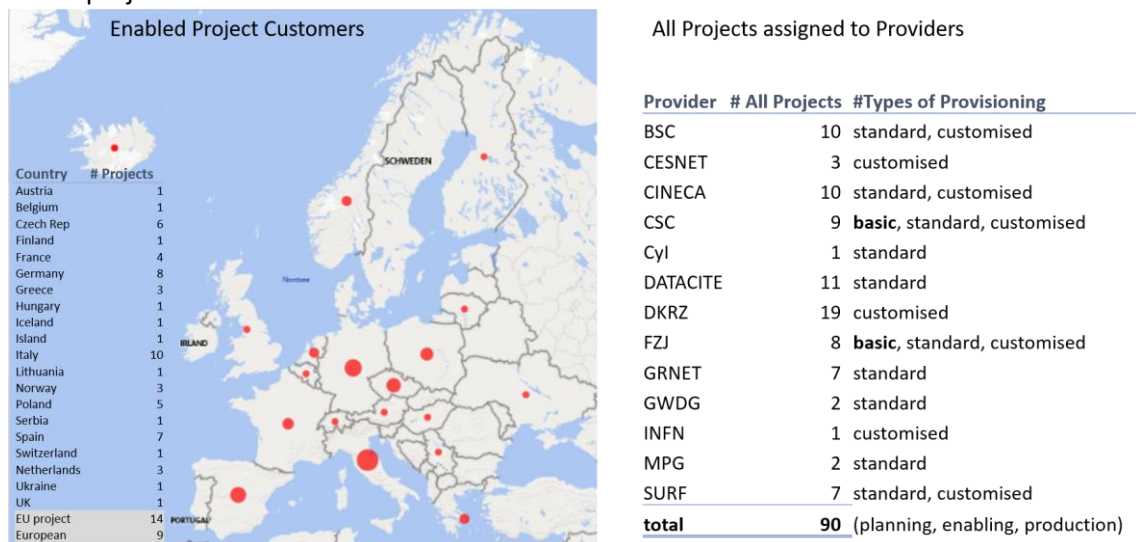 Enabled Project Customers
Country # Projects
Austria 1
Belgium 1
Czech Rep 6
Finland 1
France 4
Germany 8
Greece 3
Hungary 1
Iceland 1
Island 1
Italy 10
Lithuania 1
Norway 3
Poland 5
Serbia 1
Spain 7
Switzerland 1
Netherlands 3
Ukraine 1
UK 1
EU project 14
European 9
SCHWEDEN
Nordsee
IRLAND
PORTUGAL
All Projects assigned to Providers
Provider # All Projects #Types of Provisioning
BSC 10 standard, customised
CESNET 3 customised
CINECA 10 standard, customised
CSC 9 basic, standard, customised
CyI 1 standard
DATACITE 11 standard
DKRZ 19 customised
FZJ 8 basic, standard, customised
GRNET 7 standard
GWDG 2 standard
INFN 1 customised
MPG 2 standard
SURF 7 standard, customised
total 90 (planning, enabling, production)